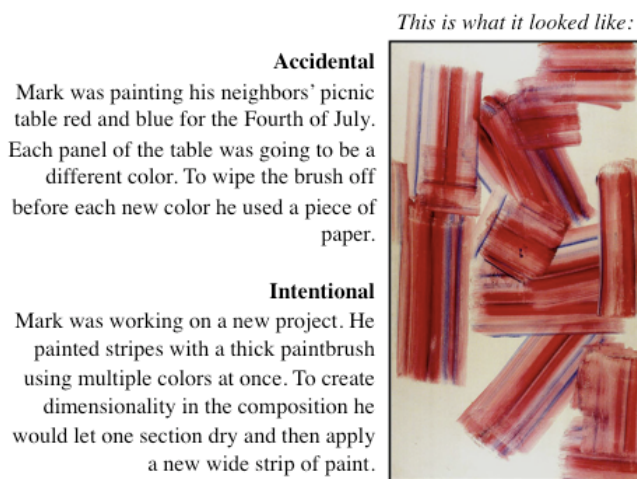 This is what it looked like:
Accidental
Mark was painting his neighbors’ picnic
table red and blue for the Fourth of July.
Each panel of the table was going to be a
different color. To wipe the brush off
before each new color he used a piece of
paper.
Intentional
Mark was working on a new project. He
painted stripes with a thick paintbrush
using multiple colors at once. To create
dimensionality in the composition he
would let one section dry and then apply
a new wide strip of paint.